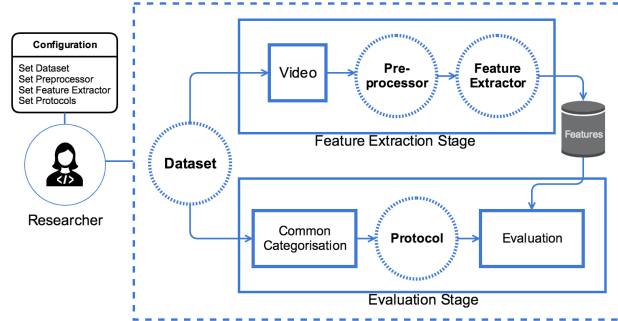 Configuration
Set Dataset
Set Preprocessor
Set Feature Extractor
Set Protocols
Researcher
Dataset
Video
Pre-
processor
Feature
Extractor
Feature Extraction Stage
Features
Common
Categorisation
Protocol
Evaluation
Evaluation Stage